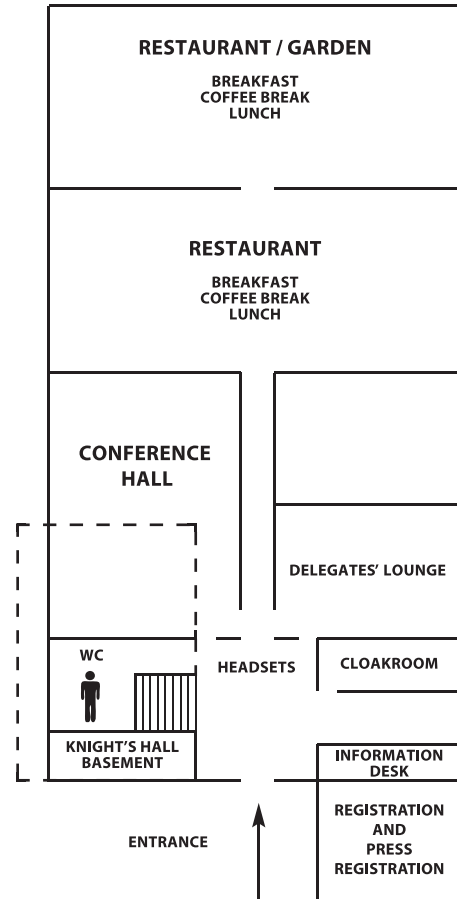 RESTAURANT / GARDEN
BREAKFAST
COFFEE BREAK
LUNCH
RESTAURANT
BREAKFAST
COFFEE BREAK
LUNCH
CONFERENCE
HALL
DELEGATES' LOUNGE
WC
HEADSETS
CLOAKROOM
KNIGHT'S HALL
BASEMENT
INFORMATION
DESK
ENTRANCE
REGISTRATION
AND
PRESS
REGISTRATION